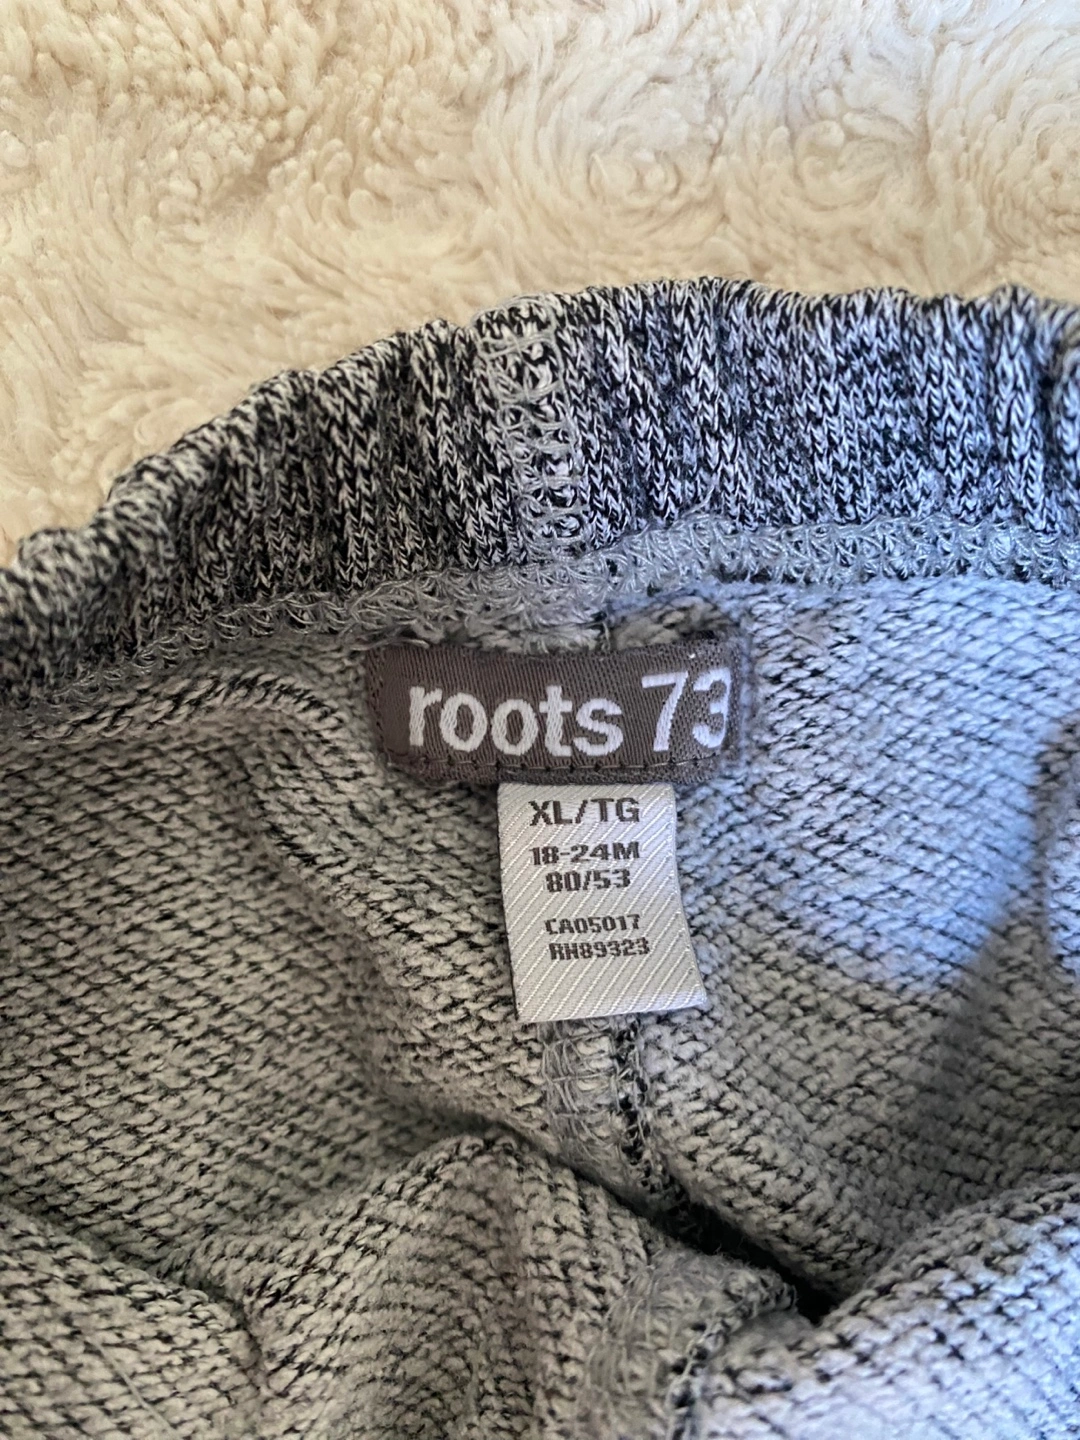 roots 73
XL/TG
18-24M
80/53
CA05017
RH89323